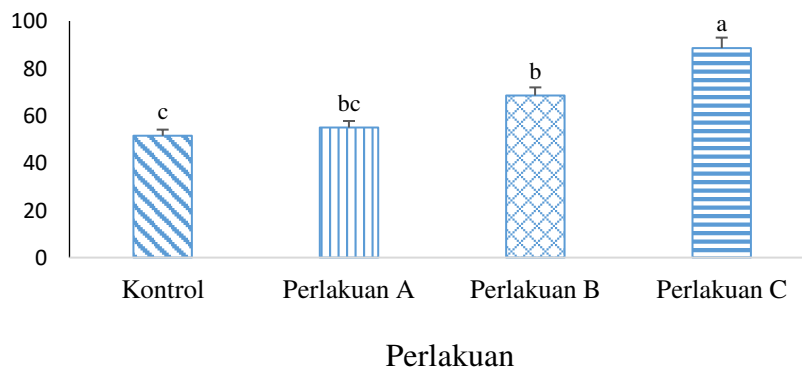 100
80
60
40
20
0
c
bc
b
a
Kontrol
Perlakuan A
Perlakuan B
Perlakuan C
Perlakuan